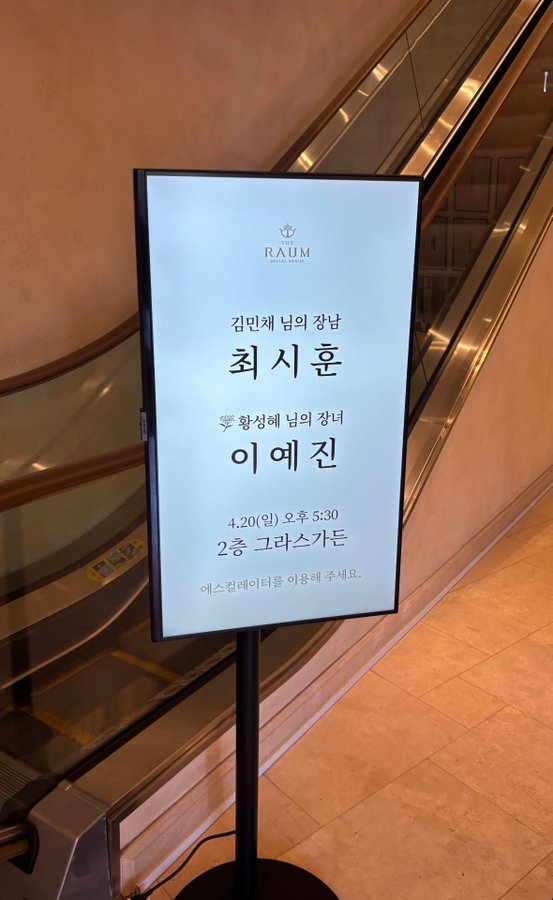 THE
RAUM
SOCIAL VENUE
김민채 님의 장남
최시훈
황성혜 님의 장녀
이예진
4.20(일) 오후 5:30
2층 그라스가든
에스컬레이터를 이용해 주세요.